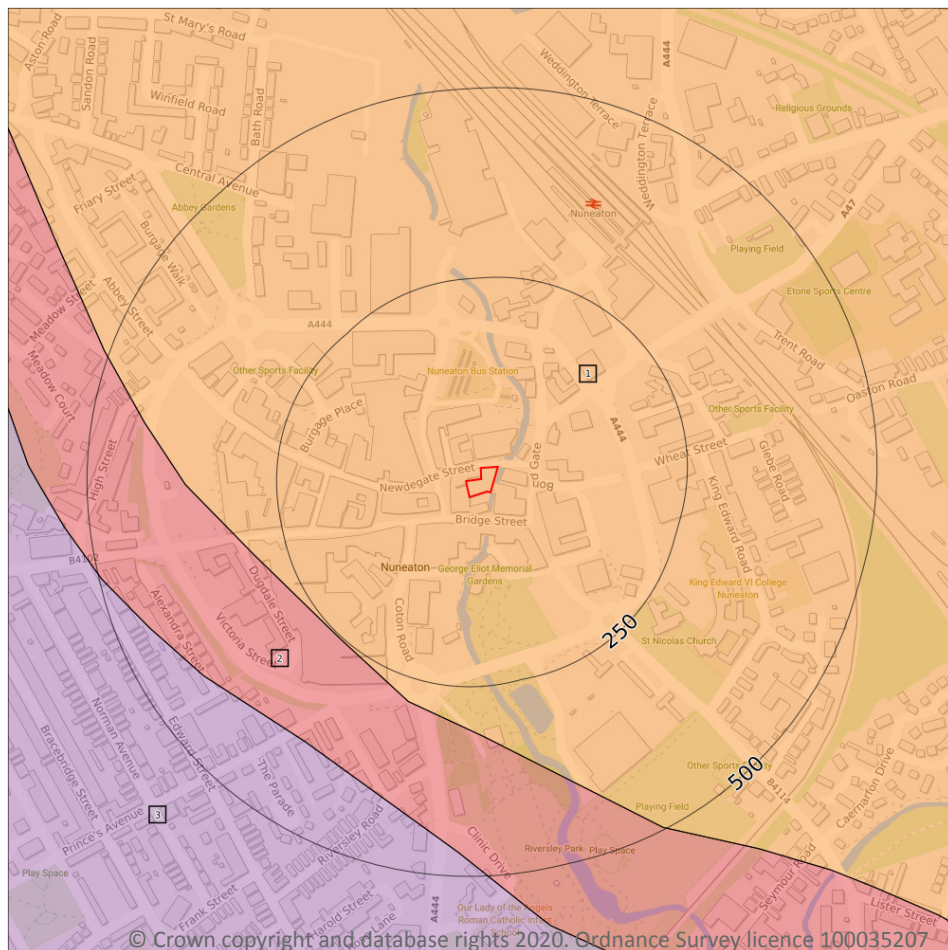 St Mary's Road
Aston Road
Sandon Road
Winfield Road
Bath Road
Weddington Terrace
A444
Religious Grounds
Weddington Terrace
Central Avenue
Friary Street
Abbey Gardens
Burgage Walk
Nuneaton
A47
Playing Field
Etone Sports Centre
Meadow Street
Abbey Street
A444
Trent Road
Meadow Court
Other Sports Facility
Nuneaton Bus Station
1
Oaston Road
Burgage Place
Other Sports Facility
A444
High Street
Newdegate Street
Bon
d Gate
Wheat Street
Glebe Road
King Edward Road
Bridge Street
B4102
Nuneaton
George Eliot Memorial
Gardens
King Edward VI College
Nuneaton
Dugdale Street
Alexandra Street
Victoria Stree
Coton Road
250
St Nicolas Church
2
Norman Avenue
Bracebridge Street
Edward Street
The Parade
500
Other Sports
B4114
Caernarfon Drive
3
Prince's Avenue
Riversley Road
Playing Field
Clinic Drive
Riversley Park
Play Space
Play Space
Seymour Road
Lister Street
Frank Street
Harold Street
Lane
A444
Our Lady of the Angels
Roman Catholic Infant
School
© Crown copyright and database rights 2020. Ordnance Survey licence 100035207.